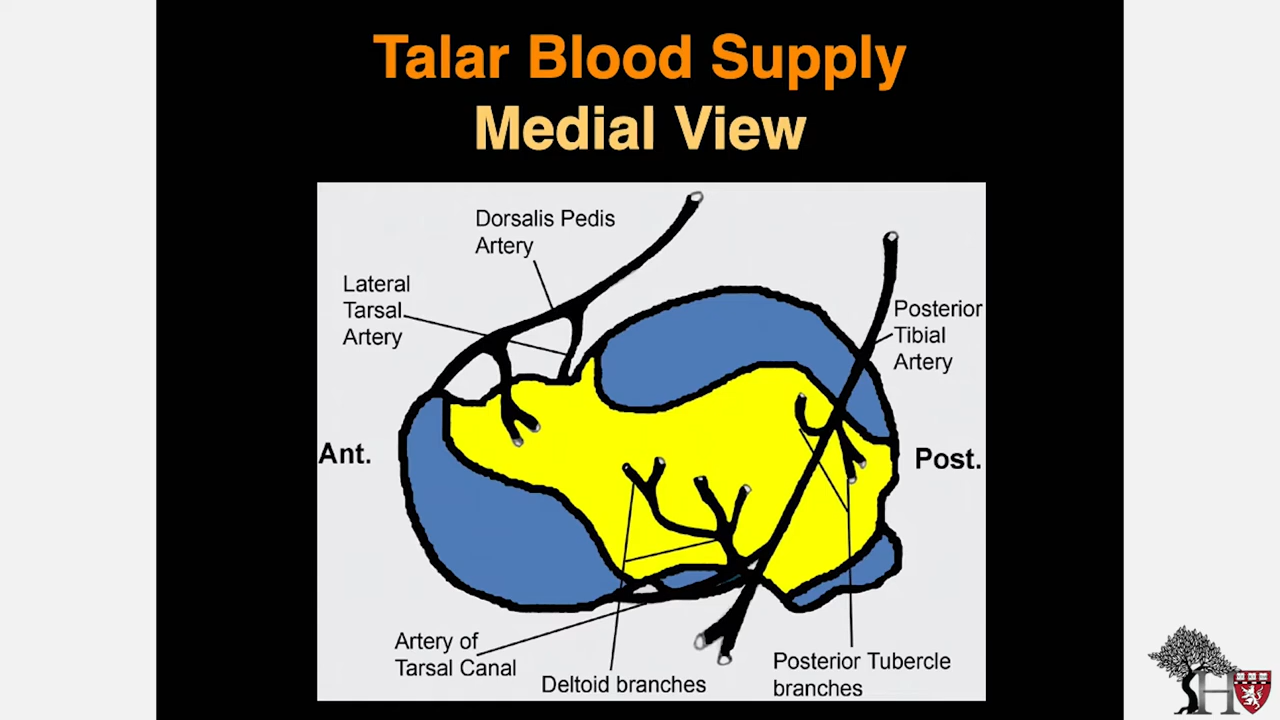 Talar Blood Supply
Medial View
Dorsalis Pedis
Artery
Lateral
Tarsal
Artery
Posterior
Tibial
Artery
Ant.
Post.
Artery of
Tarsal Canal
Deltoid branches
Posterior Tubercle
branches
H